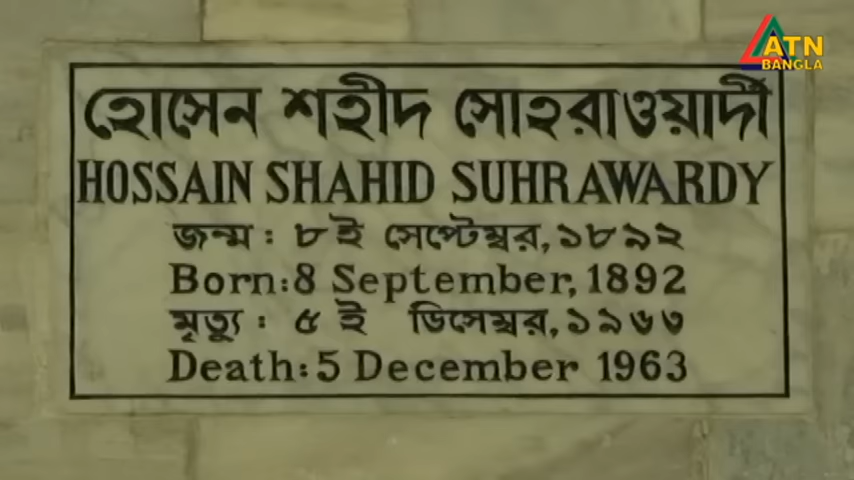 ATN
BANGLA
হোসেন শহীদ সোহরাওয়ার্দী
HOSSAIN SHAHID SUHRAWARDY
জন্ম : ৮ই সেপ্টেম্বর, ১৮৯২
Born: 8 September, 1892
মৃত্যু : ৫ ই ডিসেম্বর, ১৯৬৩
Death: 5 December 1963